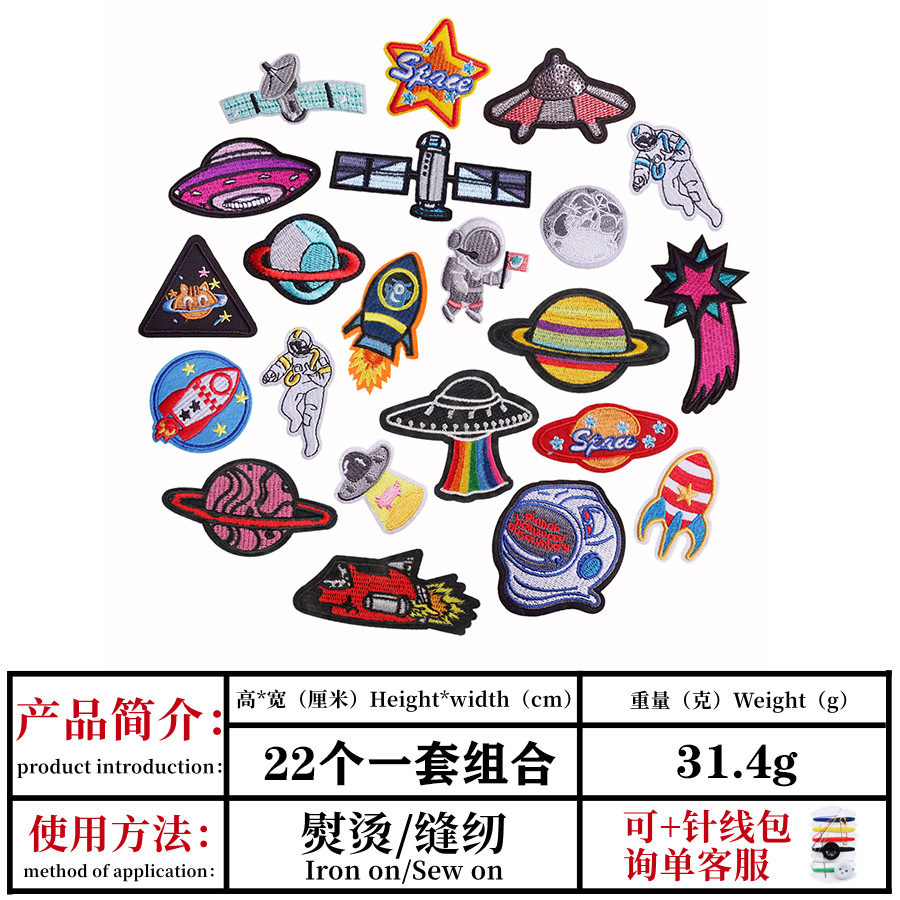 Space
Space
Planet
Hollywood
产品简介：
product introduction：
高*宽（厘米）Height*width（cm）
重量（克）Weight（g）
22个一套组合
31.4g
使用方法：
method of application：
熨烫/缝纫
Iron on/Sew on
可+针线包
询单客服